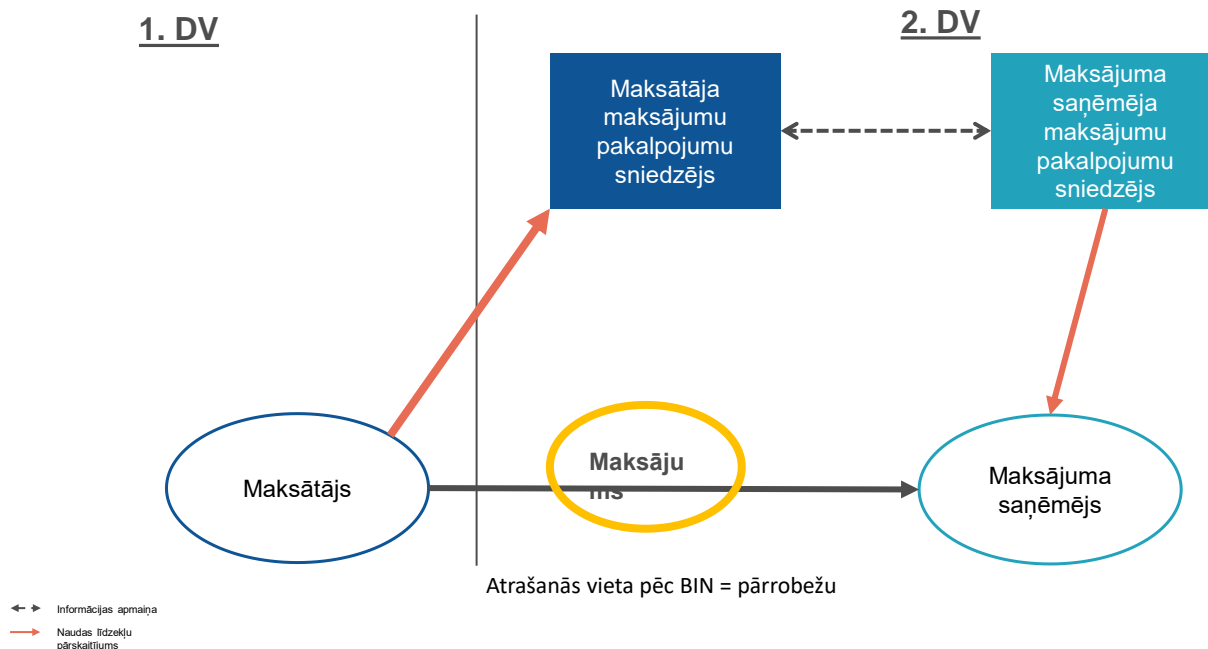 1. DV
2. DV
Maksātāja
maksājumu
pakalpojumu
sniedzējs
Maksājuma
saņēmēja
maksājumu
pakalpojumu
sniedzējs
Maksātājs
Maksāju
ms
Maksājuma
saņēmējs
Atrašanās vieta pēc BIN = pārrobežu
Informācijas apmaiņa
Naudas līdzekļu
pārskaitījums